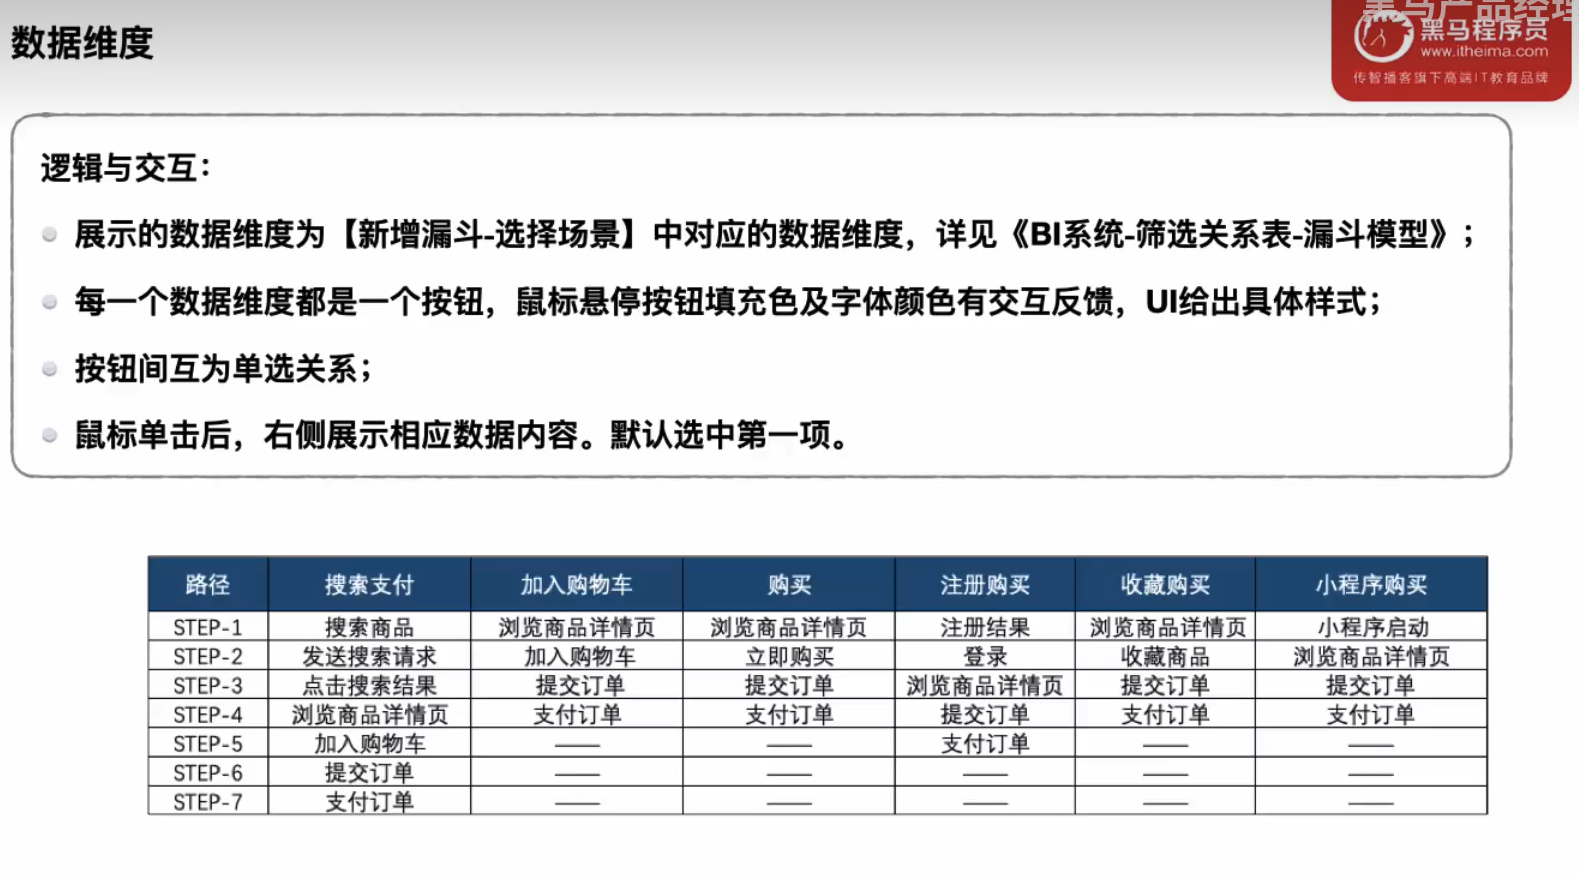 黑马产品经理
数据维度
黑马程序员
www.itheima.com
传智播客旗下高端IT教育品牌
逻辑与交互：
展示的数据维度为【新增漏斗-选择场景】中对应的数据维度，详见《BI系统-筛选关系表-漏斗模型》；
每一个数据维度都是一个按钮，鼠标悬停按钮填充色及字体颜色有交互反馈，UI给出具体样式；
按钮间互为单选关系；
鼠标单击后，右侧展示相应数据内容。默认选中第一项。
路径 搜索支付 加入购物车 购买 注册购买 收藏购买 小程序购买
STEP-1 搜索商品 浏览商品详情页 浏览商品详情页 注册结果 浏览商品详情页 小程序启动
STEP-2 发送搜索请求 加入购物车 立即购买 登录 收藏商品 浏览商品详情页
STEP-3 点击搜索结果 提交订单 提交订单 浏览商品详情页 提交订单 提交订单
STEP-4 浏览商品详情页 支付订单 支付订单 提交订单 支付订单 支付订单
STEP-5 加入购物车 —— —— 支付订单 —— ——
STEP-6 提交订单 —— —— —— —— ——
STEP-7 支付订单 —— —— —— —— ——